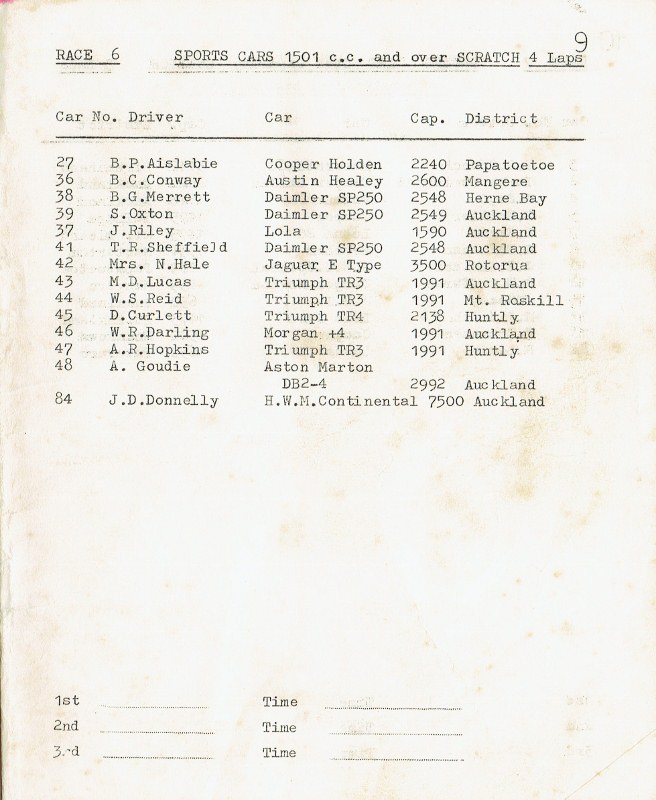 9
RACE 6 SPORTS CARS 1501 c.c. and over SCRATCH 4 Laps
Car No. Driver Car Cap. District
27 B.P.Aislabie Cooper Holden 2240 Papatoetoe
36 B.C.Conway Austin Healey 2600 Mangere
38 B.G.Merrett Daimler SP250 2548 Herne Bay
39 S.Oxton Daimler SP250 2549 Auckland
37 J.Riley Lola 1590 Auckland
41 T.R.Sheffield Daimler SP250 2548 Auckland
42 Mrs. N.Hale Jaguar E Type 3500 Rotorua
43 M.D.Lucas Triumph TR3 1991 Auckland
44 W.S.Reid Triumph TR3 1991 Mt. Roskill
45 D.Curlett Triumph TR4 2138 Huntly
46 W.R.Darling Morgan +4 1991 Auckland
47 A.R.Hopkins Triumph TR3 1991 Huntly
48 A. Goudie Aston Marton
DB2-4 2992 Auckland
84 J.D.Donnelly H.W.M.Continental 7500 Auckland
1st Time
2nd Time
3.rd Time